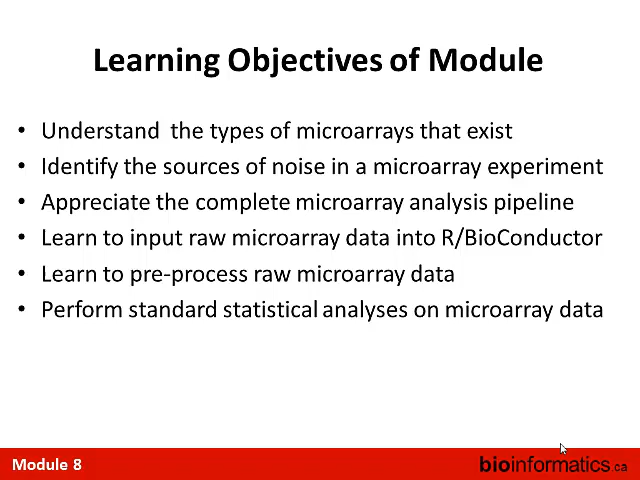 Learning Objectives of Module
• Understand the types of microarrays that exist
• Identify the sources of noise in a microarray experiment
• Appreciate the complete microarray analysis pipeline
• Learn to input raw microarray data into R/BioConductor
• Learn to pre-process raw microarray data
• Perform standard statistical analyses on microarray data
Module 8
bioinformatics.ca